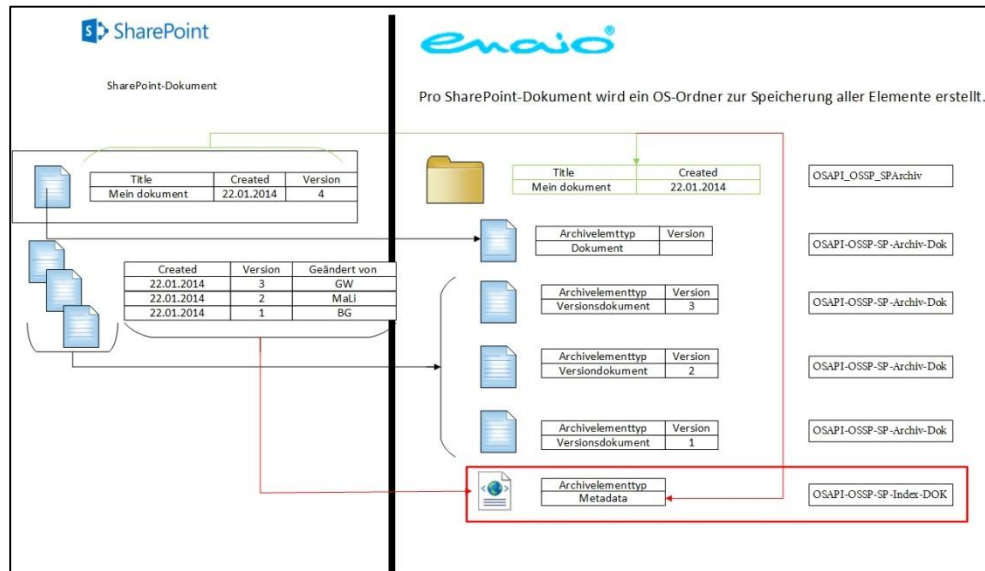 S SharePoint
enaio®
SharePoint-Dokument
Pro SharePoint-Dokument wird ein OS-Ordner zur Speicherung aller Elemente erstellt.
Title Created Version
Mein dokument 22.01.2014 4
Title Created
Mein dokument 22.01.2014
OSAPI_OSSP_SPArchiv
Archivelemttyp Version
Dokument
OSAPI-OSSP-SP-Archiv-Dok
Created Version Geändert von
22.01.2014 3 GW
22.01.2014 2 MaLi
22.01.2014 1 BG
Archivelementtyp Version
Versionsdokument 3
OSAPI-OSSP-SP-Archiv-Dok
Archivelementtyp Version
Versiondokument 2
OSAPI-OSSP-SP-Archiv-Dok
Archivelementtyp Version
Versionsdokument 1
OSAPI-OSSP-SP-Archiv-Dok
Archivelementtyp
Metadata
OSAPI-OSSP-SP-Index-DOK